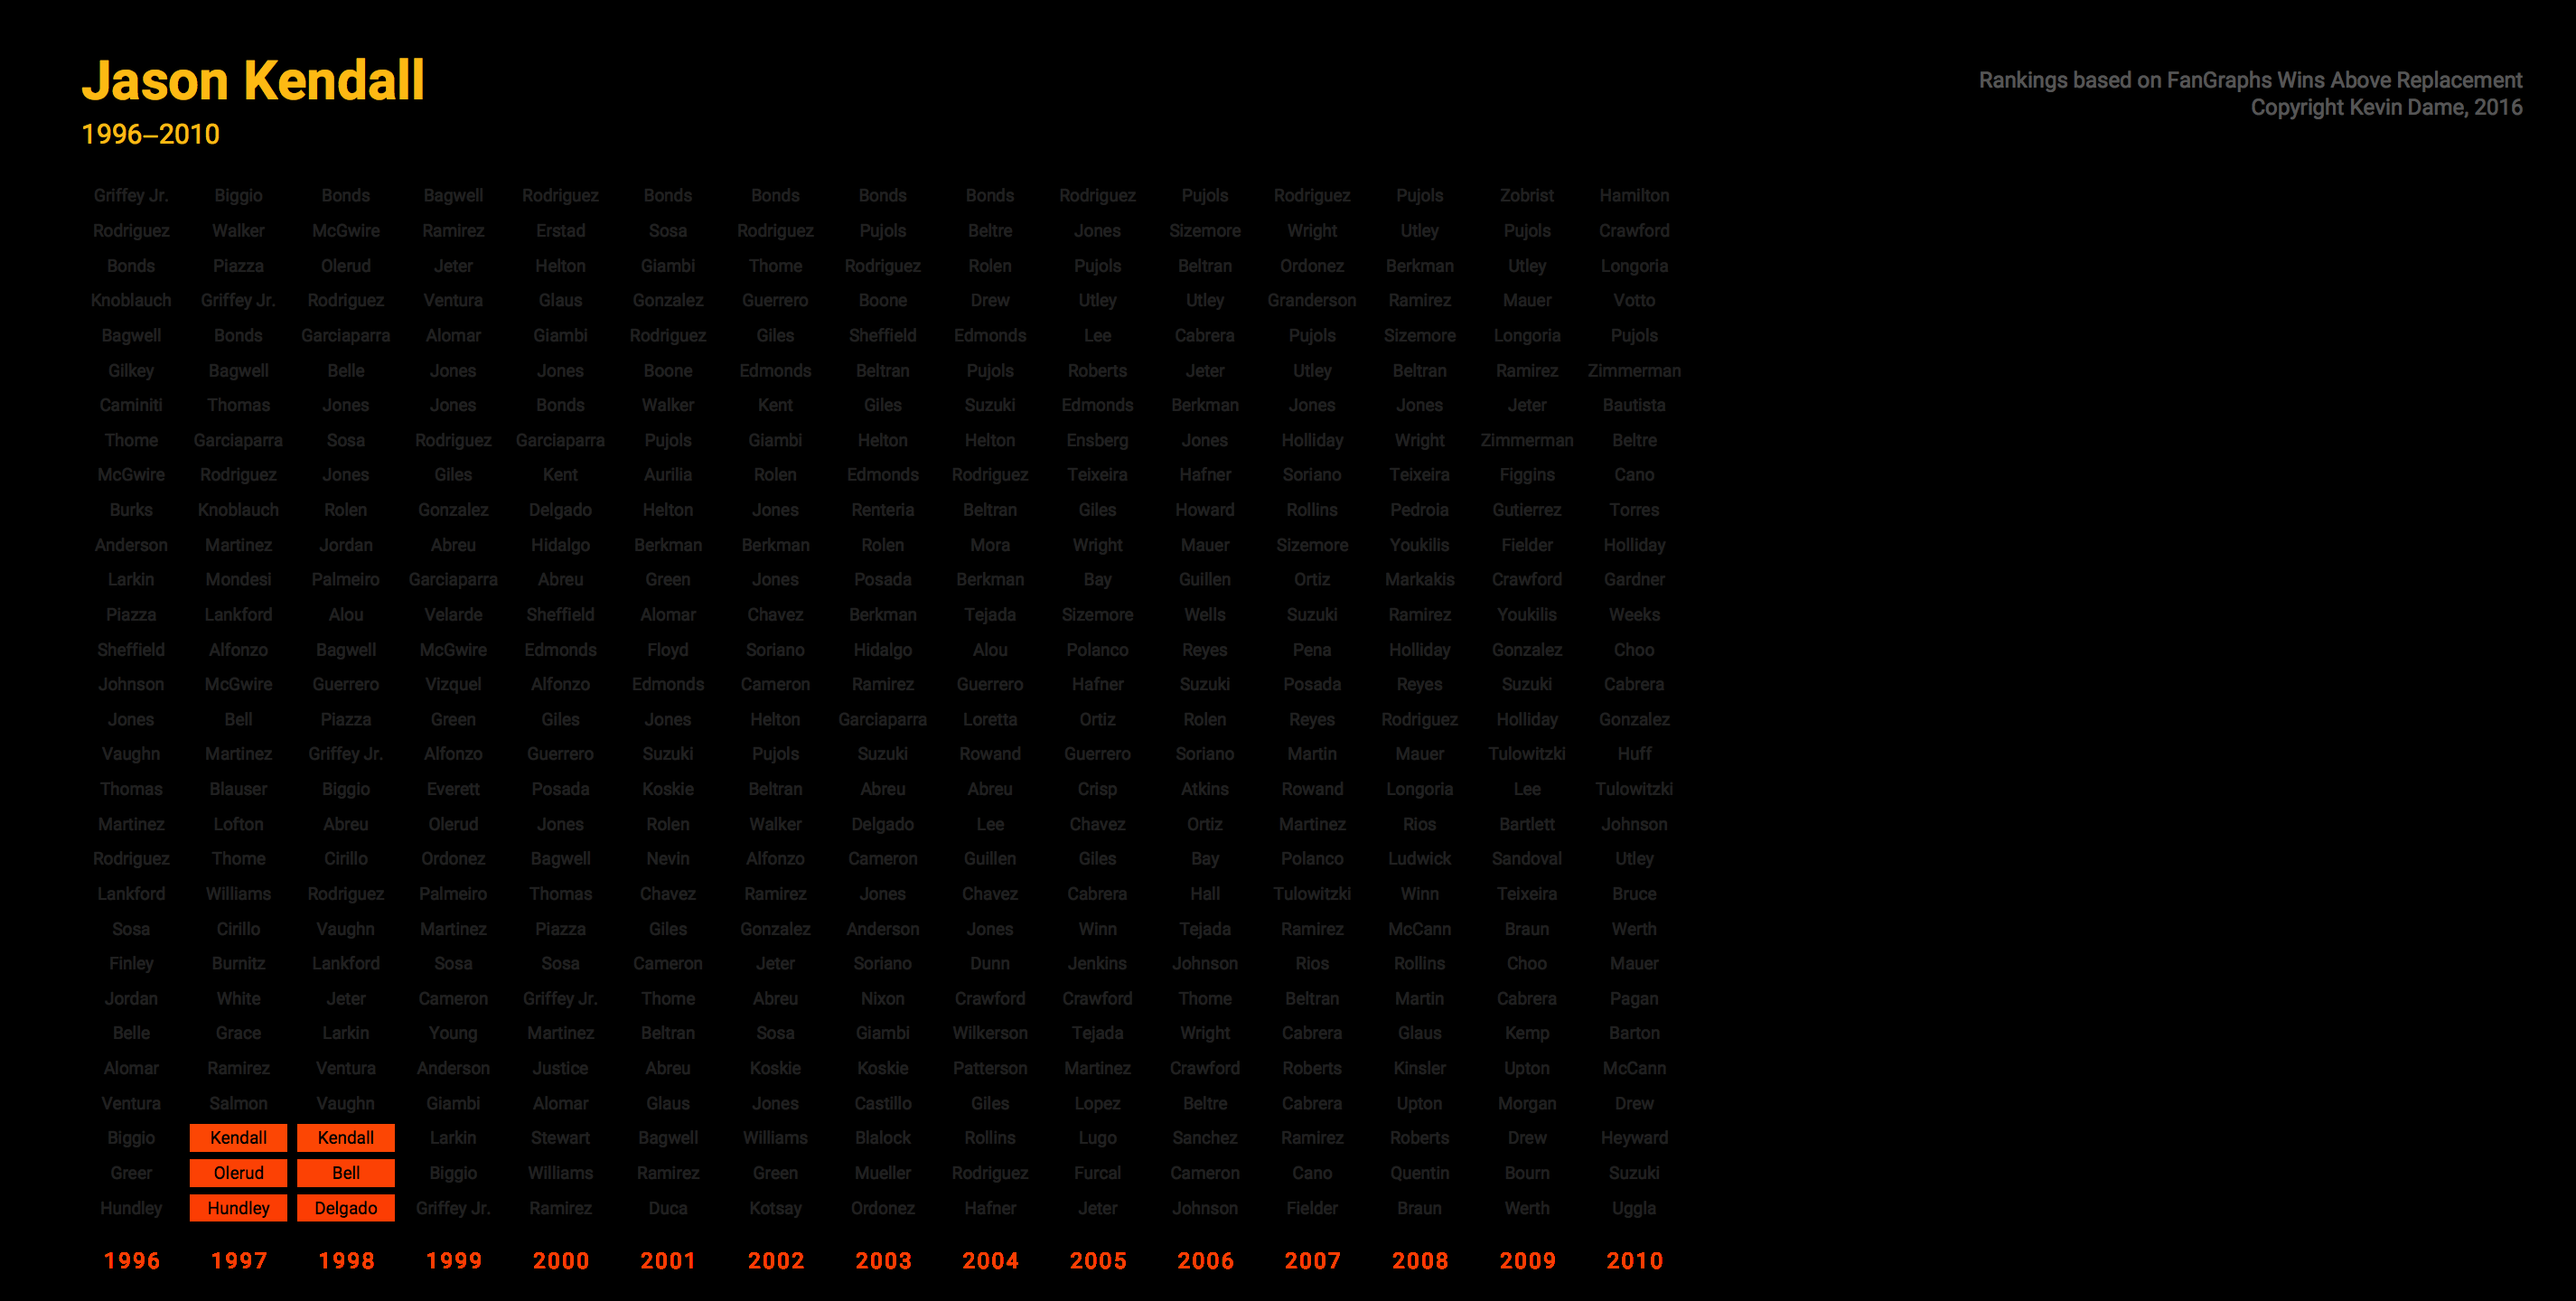 Jason Kendall
1996–2010
Rankings based on FanGraphs Wins Above Replacement
Copyright Kevin Dame, 2016
Griffey Jr. Biggio Bonds Bagwell Rodriguez Bonds Bonds Bonds Bonds Rodriguez Pujols Rodriguez Pujols Zobrist Hamilton
Rodriguez Walker McGwire Ramirez Erstad Sosa Rodriguez Pujols Beltre Jones Sizemore Wright Utley Pujols Crawford
Bonds Piazza Olerud Jeter Helton Giambi Thome Rodriguez Rolen Pujols Beltran Ordonez Berkman Utley Longoria
Knoblauch Griffey Jr. Rodriguez Ventura Glaus Gonzalez Guerrero Boone Drew Utley Utley Granderson Ramirez Mauer Votto
Bagwell Bonds Garciaparra Alomar Giambi Rodriguez Giles Sheffield Edmonds Lee Cabrera Pujols Sizemore Longoria Pujols
Gilkey Bagwell Belle Jones Jones Boone Edmonds Beltran Pujols Roberts Jeter Utley Beltran Ramirez Zimmerman
Caminiti Thomas Jones Jones Bonds Walker Kent Giles Suzuki Edmonds Berkman Jones Jones Jeter Bautista
Thome Garciaparra Sosa Rodriguez Garciaparra Pujols Giambi Helton Helton Ensberg Jones Holliday Wright Zimmerman Beltre
McGwire Rodriguez Jones Giles Kent Aurilia Rolen Edmonds Rodriguez Teixeira Hafner Soriano Teixeira Figgins Cano
Burks Knoblauch Rolen Gonzalez Delgado Helton Jones Renteria Beltran Giles Howard Rollins Pedroia Gutierrez Torres
Anderson Martinez Jordan Abreu Hidalgo Berkman Berkman Rolen Mora Wright Mauer Sizemore Youkilis Fielder Holliday
Larkin Mondesi Palmeiro Garciaparra Abreu Green Jones Posada Berkman Bay Guillen Ortiz Markakis Crawford Gardner
Piazza Lankford Alou Velarde Sheffield Alomar Chavez Berkman Tejada Sizemore Wells Suzuki Ramirez Youkilis Weeks
Sheffield Alfonzo Bagwell McGwire Edmonds Floyd Soriano Hidalgo Alou Polanco Reyes Pena Holliday Gonzalez Choo
Johnson McGwire Guerrero Vizquel Alfonzo Edmonds Cameron Ramirez Guerrero Hafner Suzuki Posada Reyes Suzuki Cabrera
Jones Bell Piazza Green Giles Jones Helton Garciaparra Loretta Ortiz Rolen Reyes Rodriguez Holliday Gonzalez
Vaughn Martinez Griffey Jr. Alfonzo Guerrero Suzuki Pujols Suzuki Rowand Guerrero Soriano Martin Mauer Tulowitzki Huff
Thomas Blauser Biggio Everett Posada Koskie Beltran Abreu Abreu Crisp Atkins Rowand Longoria Lee Tulowitzki
Martinez Lofton Abreu Olerud Jones Rolen Walker Delgado Lee Chavez Ortiz Martinez Rios Bartlett Johnson
Rodriguez Thome Cirillo Ordonez Bagwell Nevin Alfonzo Cameron Guillen Giles Bay Polanco Ludwick Sandoval Utley
Lankford Williams Rodriguez Palmeiro Thomas Chavez Ramirez Jones Chavez Cabrera Hall Tulowitzki Winn Teixeira Bruce
Sosa Cirillo Vaughn Martinez Piazza Giles Gonzalez Anderson Jones Winn Tejada Ramirez McCann Braun Werth
Finley Burnitz Lankford Sosa Sosa Cameron Jeter Soriano Dunn Jenkins Johnson Rios Rollins Choo Mauer
Jordan White Jeter Cameron Griffey Jr. Thome Abreu Nixon Crawford Crawford Thome Beltran Martin Cabrera Pagan
Belle Grace Larkin Young Martinez Beltran Sosa Giambi Wilkerson Tejada Wright Cabrera Glaus Kemp Barton
Alomar Ramirez Ventura Anderson Justice Abreu Koskie Koskie Patterson Martinez Crawford Roberts Kinsler Upton McCann
Ventura Salmon Vaughn Giambi Alomar Glaus Jones Castillo Giles Lopez Beltre Cabrera Upton Morgan Drew
Biggio Kendall Kendall Larkin Stewart Bagwell Williams Blalock Rollins Lugo Sanchez Ramirez Roberts Drew Heyward
Greer Olerud Bell Biggio Williams Ramirez Green Mueller Rodriguez Furcal Cameron Cano Quentin Bourn Suzuki
Hundley Hundley Delgado Griffey Jr. Ramirez Duca Kotsay Ordonez Hafner Jeter Johnson Fielder Braun Werth Uggla
1996 1997 1998 1999 2000 2001 2002 2003 2004 2005 2006 2007 2008 2009 2010